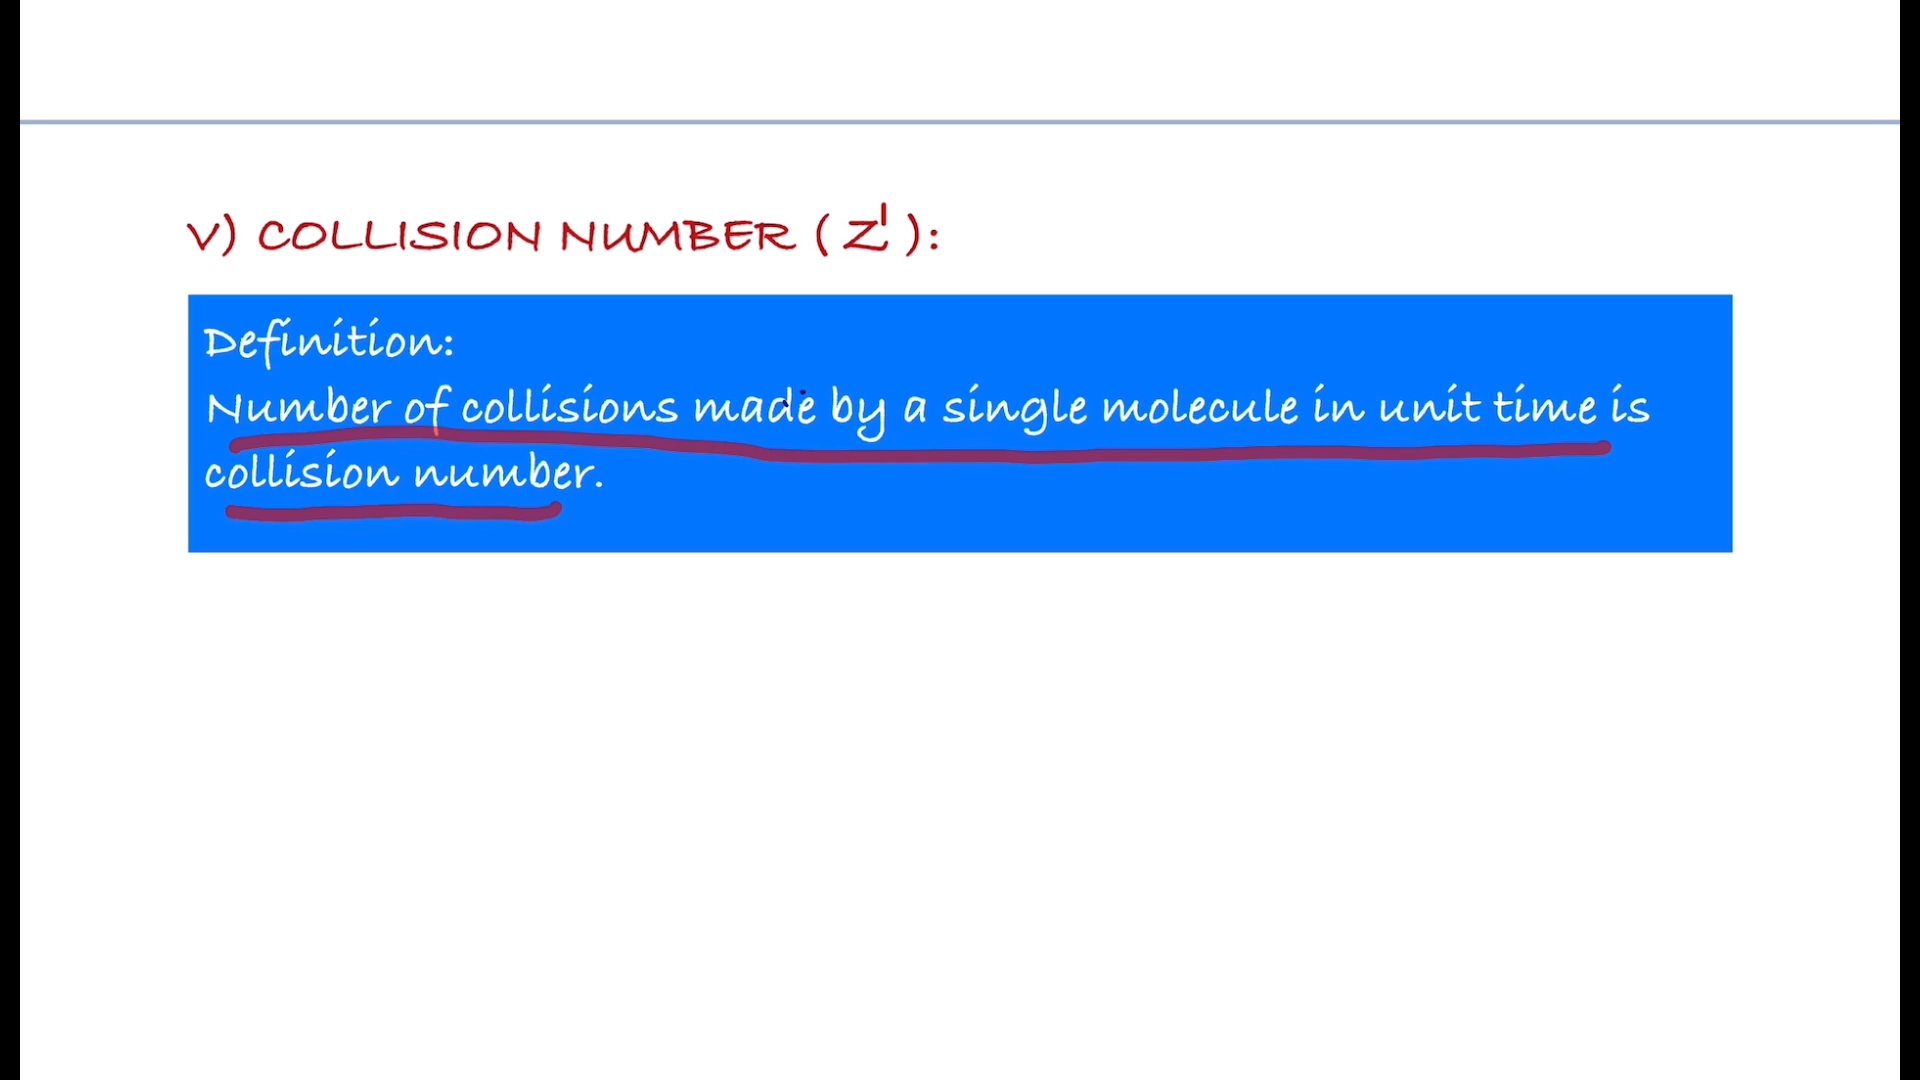 V) COLLISION NUMBER ( Z' ):
Definition:
Number of collisions made by a single molecule in unit time is
collision number.